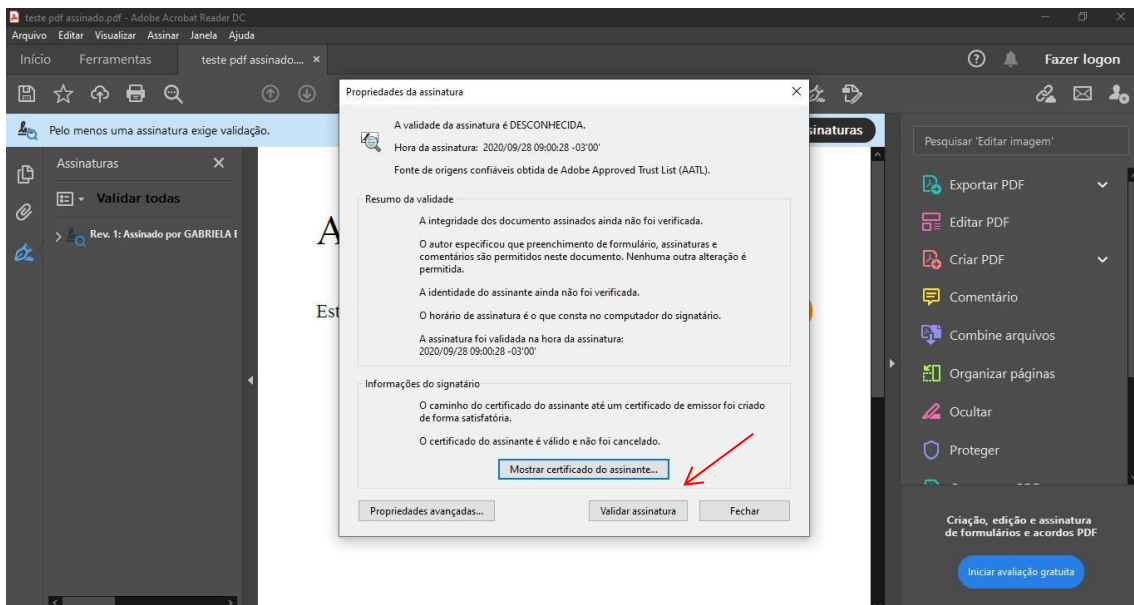 teste pdf assinado.pdf - Adobe Acrobat Reader DC
Arquivo Editar Visualizar Assinar Janela Ajuda
Início Ferramentas teste pdf assinado.... × Fazer logon
Propriedades da assinatura
Pelo menos uma assinatura exige validação.
Assinaturas
Validar todas
Rev. 1: Assinado por GABRIELA
A
Est
A validade da assinatura é DESCONHECIDA.
Hora da assinatura: 2020/09/28 09:00:28 -03'00'
Fonte de origens confiáveis obtida de Adobe Approved Trust List (AATL).
Resumo da validade
A integridade dos documento assinados ainda não foi verificada.
O autor especificou que preenchimento de formulário, assinaturas e
comentários são permitidos neste documento. Nenhuma outra alteração é
permitida.
A identidade do assinante ainda não foi verificada.
O horário de assinatura é o que consta no computador do signatário.
A assinatura foi validada na hora da assinatura:
2020/09/28 09:00:28 -03'00'
Informações do signatário
O caminho do certificado do assinante até um certificado de emissor foi criado
de forma satisfatória.
O certificado do assinante é válido e não foi cancelado.
Mostrar certificado do assinante...
Propriedades avançadas... Validar assinatura Fechar
inaturas
Pesquisar 'Editar imagem'
Exportar PDF
Editar PDF
Criar PDF
Comentário
Combine arquivos
Organizar páginas
Ocultar
Proteger
Criação, edição e assinatura
de formulários e acordos PDF
Iniciar avaliação gratuita